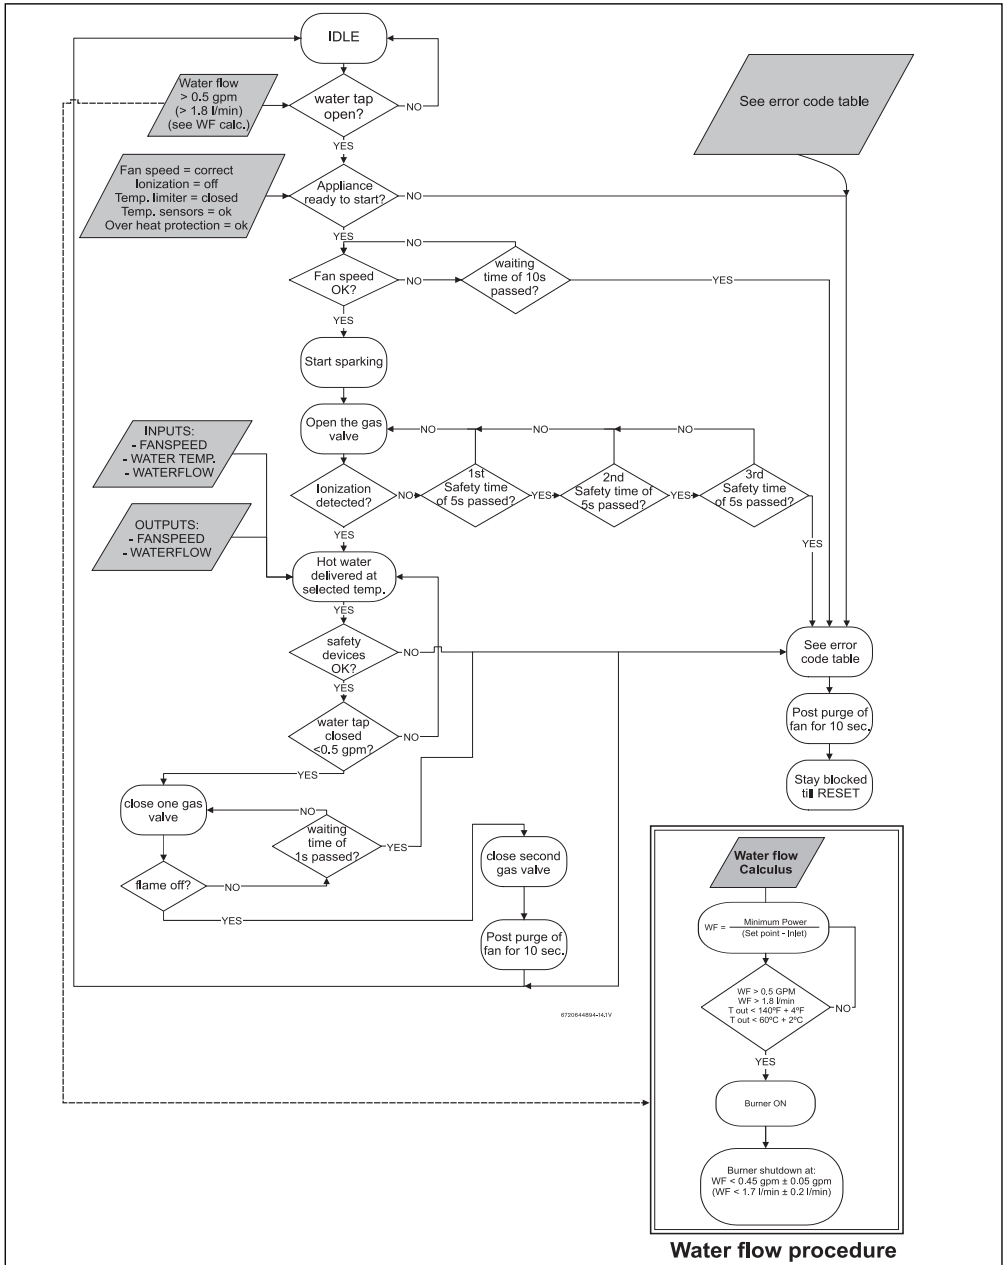 IDLE
Water flow
> 0.5 gpm
(> 1.8 l/min)
(see WF calc.)
water tap
open?
NO
YES
See error code table
Fan speed = correct
Ionization = off
Temp. limiter = closed
Temp. sensors = ok
Over heat protection = ok
Appliance
ready to start?
NO
YES
NO
Fan speed
OK?
NO
waiting
time of 10s
passed?
YES
YES
Start sparking
Open the gas
valve
NO
NO
NO
INPUTS:
- FANSPEED
- WATER TEMP.
- WATERFLOW
Ionization
detected?
NO
1st
Safety time
of 5s passed?
YES
2nd
Safety time of
5s passed?
YES
3rd
Safety time
of 5s passed?
YES
YES
OUTPUTS:
- FANSPEED
- WATERFLOW
Hot water
delivered at
selected temp.
YES
safety
devices
OK?
NO
YES
See error
code table
water tap
closed
<0.5 gpm?
NO
YES
Post purge of
fan for 10 sec.
Stay blocked
till RESET
close one gas
valve
NO
waiting
time of
1s passed?
YES
flame off?
NO
YES
close second
gas valve
Post purge of
fan for 10 sec.
6720644894-14.1V
Water flow
Calculus
WF = Minimum Power
(Set point - Inlet)
WF > 0.5 GPM
WF > 1.8 l/min
T out < 140ºF + 4ºF
T out < 60ºC + 2ºC
NO
YES
Burner ON
Burner shutdown at:
WF < 0.45 gpm ± 0.05 gpm
(WF < 1.7 l/min ± 0.2 l/min)
Water flow procedure